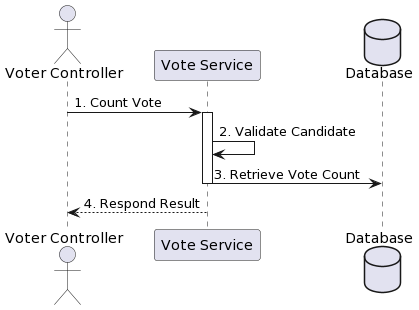 Voter Controller
Vote Service
Database
1. Count Vote
2. Validate Candidate
3. Retrieve Vote Count
4. Respond Result
Voter Controller
Vote Service
Database